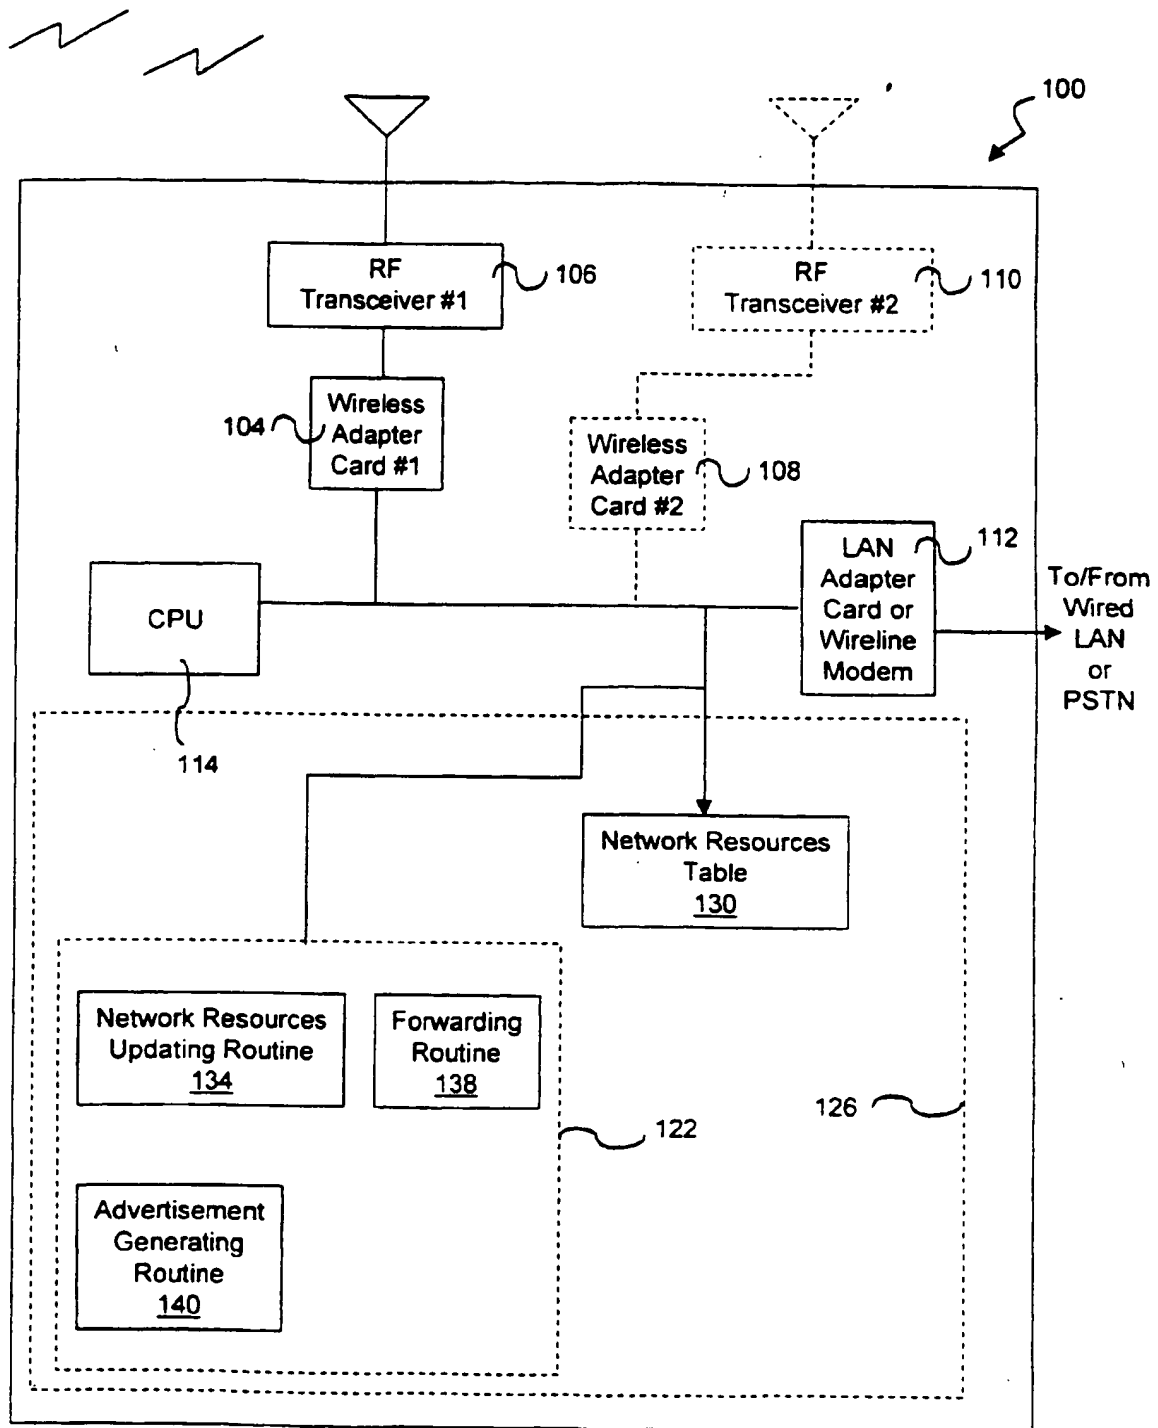 100
RF
Transceiver #1
106
RF
Transceiver #2
110
Wireless
Adapter
Card #1
104
Wireless
Adapter
Card #2
108
LAN
Adapter
Card or
Wireline
Modem
112
To/From
Wired
LAN
or
PSTN
CPU
114
Network Resources
Table
130
Network Resources
Updating Routine
134
Forwarding
Routine
138
126
122
Advertisement
Generating
Routine
140